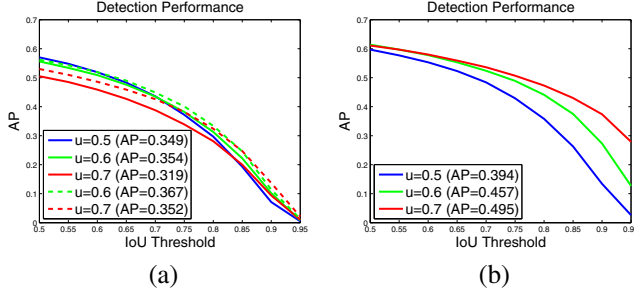 Detection Performance
0.7
0.6
0.5
0.4
0.3
0.2
0.1
0
AP
u=0.5 (AP=0.349)
u=0.6 (AP=0.354)
u=0.7 (AP=0.319)
u=0.6 (AP=0.367)
u=0.7 (AP=0.352)
0.5 0.55 0.6 0.65 0.7 0.75 0.8 0.85 0.9 0.95
IoU Threshold
(a)
Detection Performance
0.7
0.6
0.5
0.4
0.3
0.2
0.1
0
AP
u=0.5 (AP=0.394)
u=0.6 (AP=0.457)
u=0.7 (AP=0.495)
0.5 0.55 0.6 0.65 0.7 0.75 0.8 0.85 0.9 0.95
IoU Threshold
(b)